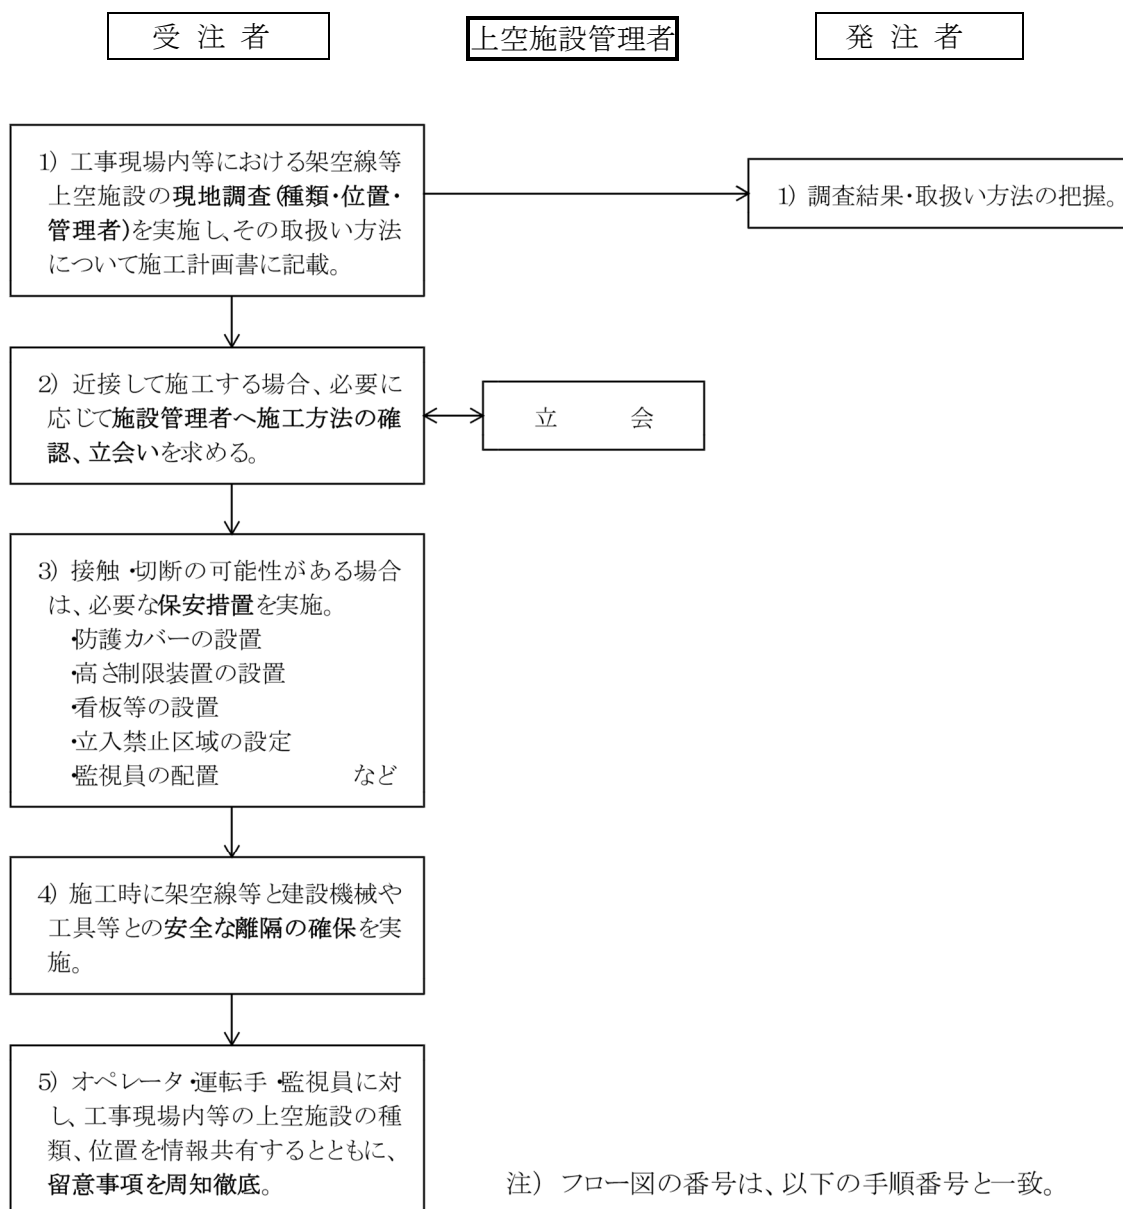 受 注 者
上空施設管理者
発 注 者
1) 工事現場内等における架空線等
上空施設の現地調査(種類・位置・
管理者)を実施し、その取扱い方法
について施工計画書に記載。
1) 調査結果・取扱い方法の把握。
2) 近接して施工する場合、必要に
応じて施設管理者へ施工方法の確
認、立会いを求める。
立 会
3) 接触・切断の可能性がある場合
は、必要な保安措置を実施。
・防護カバーの設置
・高さ制限装置の設置
・看板等の設置
・立入禁止区域の設定
・監視員の配置 など
4) 施工時に架空線等と建設機械や
工具等との安全な離隔の確保を実
施。
5) オペレータ・運転手・監視員に対
し、工事現場内等の上空施設の種
類、位置を情報共有するとともに、
留意事項を周知徹底。
注) フロー図の番号は、以下の手順番号と一致。